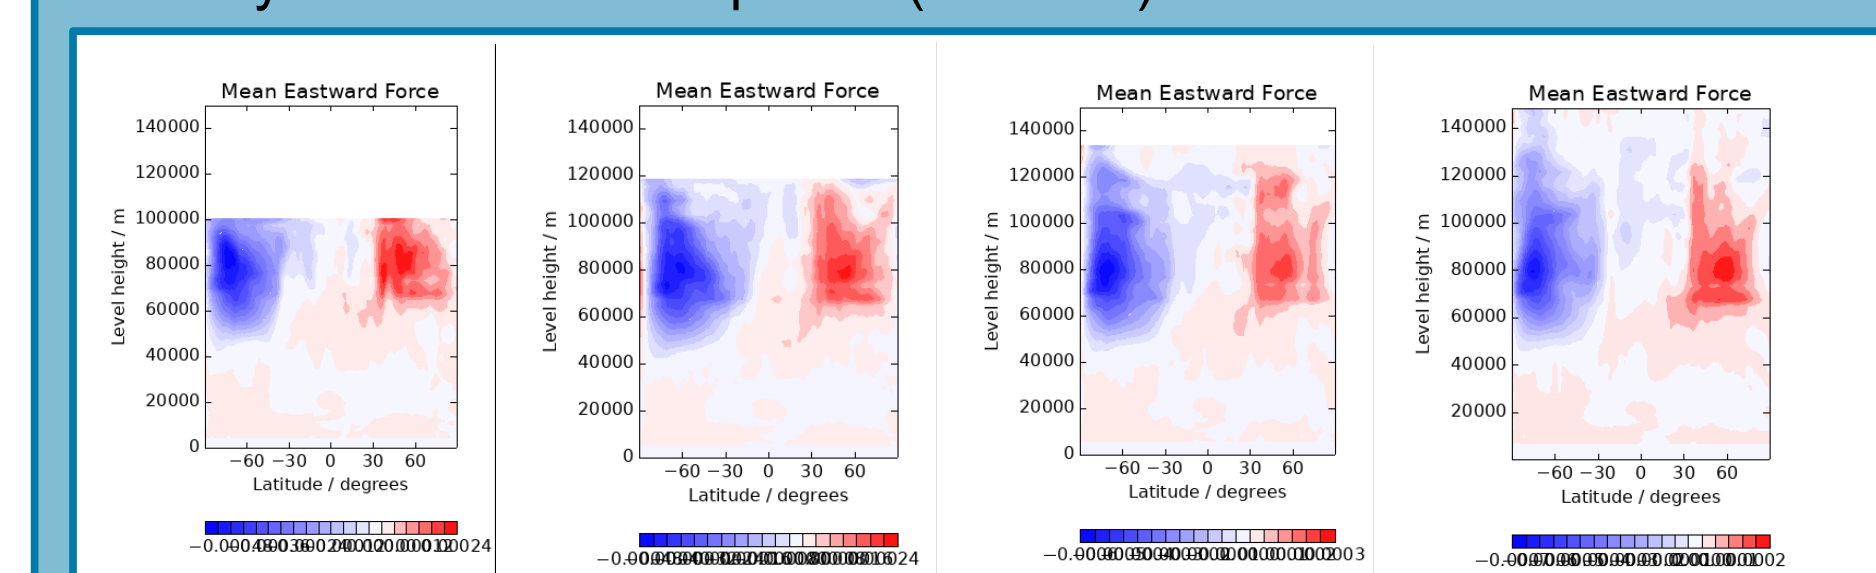 Mean Eastward Force
140000
120000
100000
80000
60000
40000
20000
0
Level height / m
−60 −30 0 30 60
Latitude / degrees
Mean Eastward Force
140000
120000
100000
80000
60000
40000
20000
0
Level height / m
−60 −30 0 30 60
Latitude / degrees
Mean Eastward Force
140000
120000
100000
80000
60000
40000
20000
0
Level height / m
−60 −30 0 30 60
Latitude / degrees
Mean Eastward Force
140000
120000
100000
80000
60000
40000
20000
Level height / m
−60 −30 0 30 60
Latitude / degrees